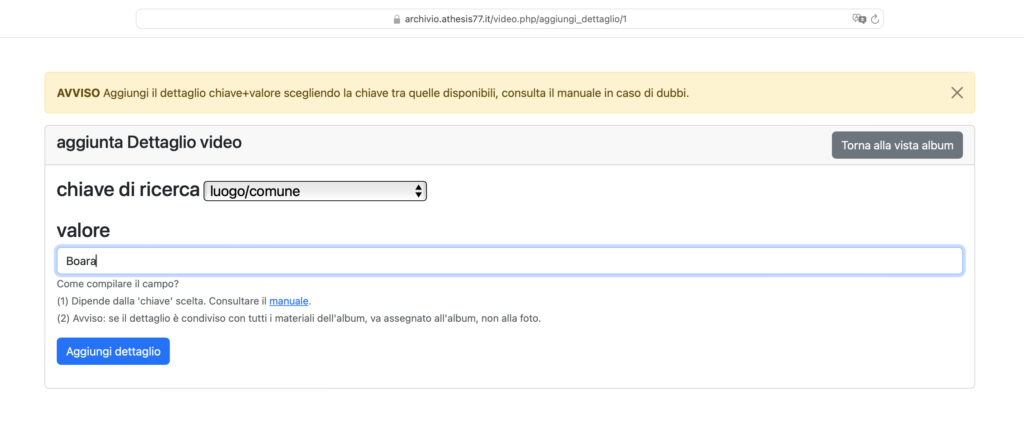 archivio.athesis77.it/video.php/aggiungi_dettaglio/1
AVVISO Aggiungi il dettaglio chiave+valore scegliendo la chiave tra quelle disponibili, consulta il manuale in caso di dubbi.
aggiunta Dettaglio video
Torna alla vista album
chiave di ricerca luogo/comune
valore
Boara
Come compilare il campo?
(1) Dipende dalla 'chiave' scelta. Consultare il manuale.
(2) Avviso: se il dettaglio è condiviso con tutti i materiali dell'album, va assegnato all'album, non alla foto.
Aggiungi dettaglio